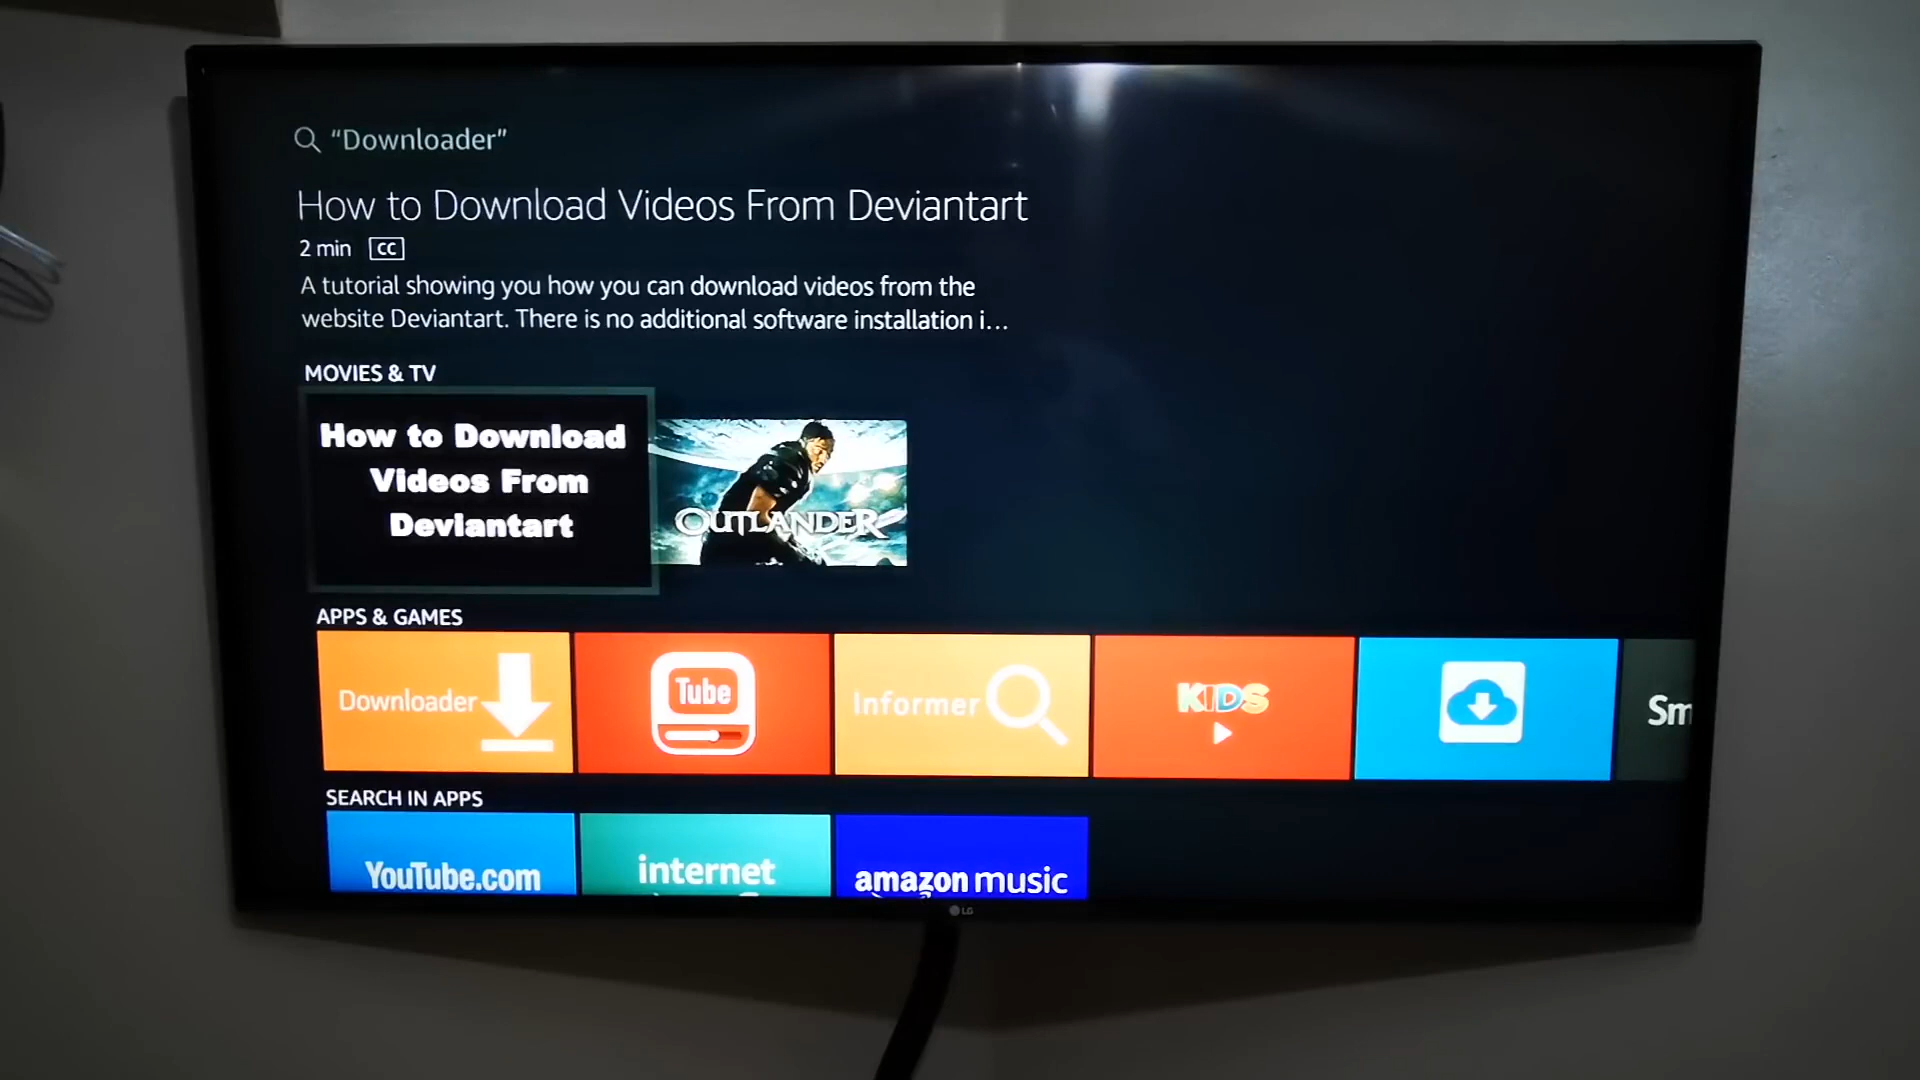 "Downloader"
How to Download Videos From Deviantart
2 min CC
A tutorial showing you how you can download videos from the
website Deviantart. There is no additional software installation i...
MOVIES & TV
How to Download
Videos From
Deviantart
OUTLANDER
APPS & GAMES
Downloader
Tube
Informer
KIDS
Sm
SEARCH IN APPS
YouTube.com
internet
amazon music
LG